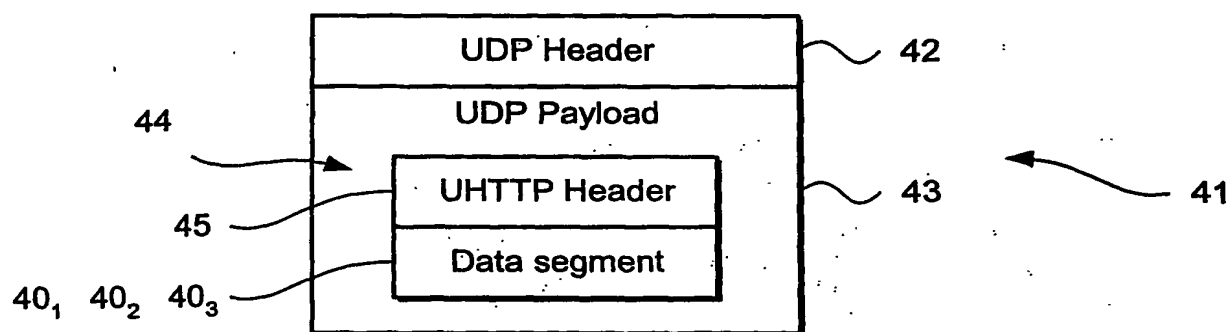 UDP Header 42
UDP Payload
44
UHTTP Header 43 41
45
Data segment
40₁ 40₂ 40₃